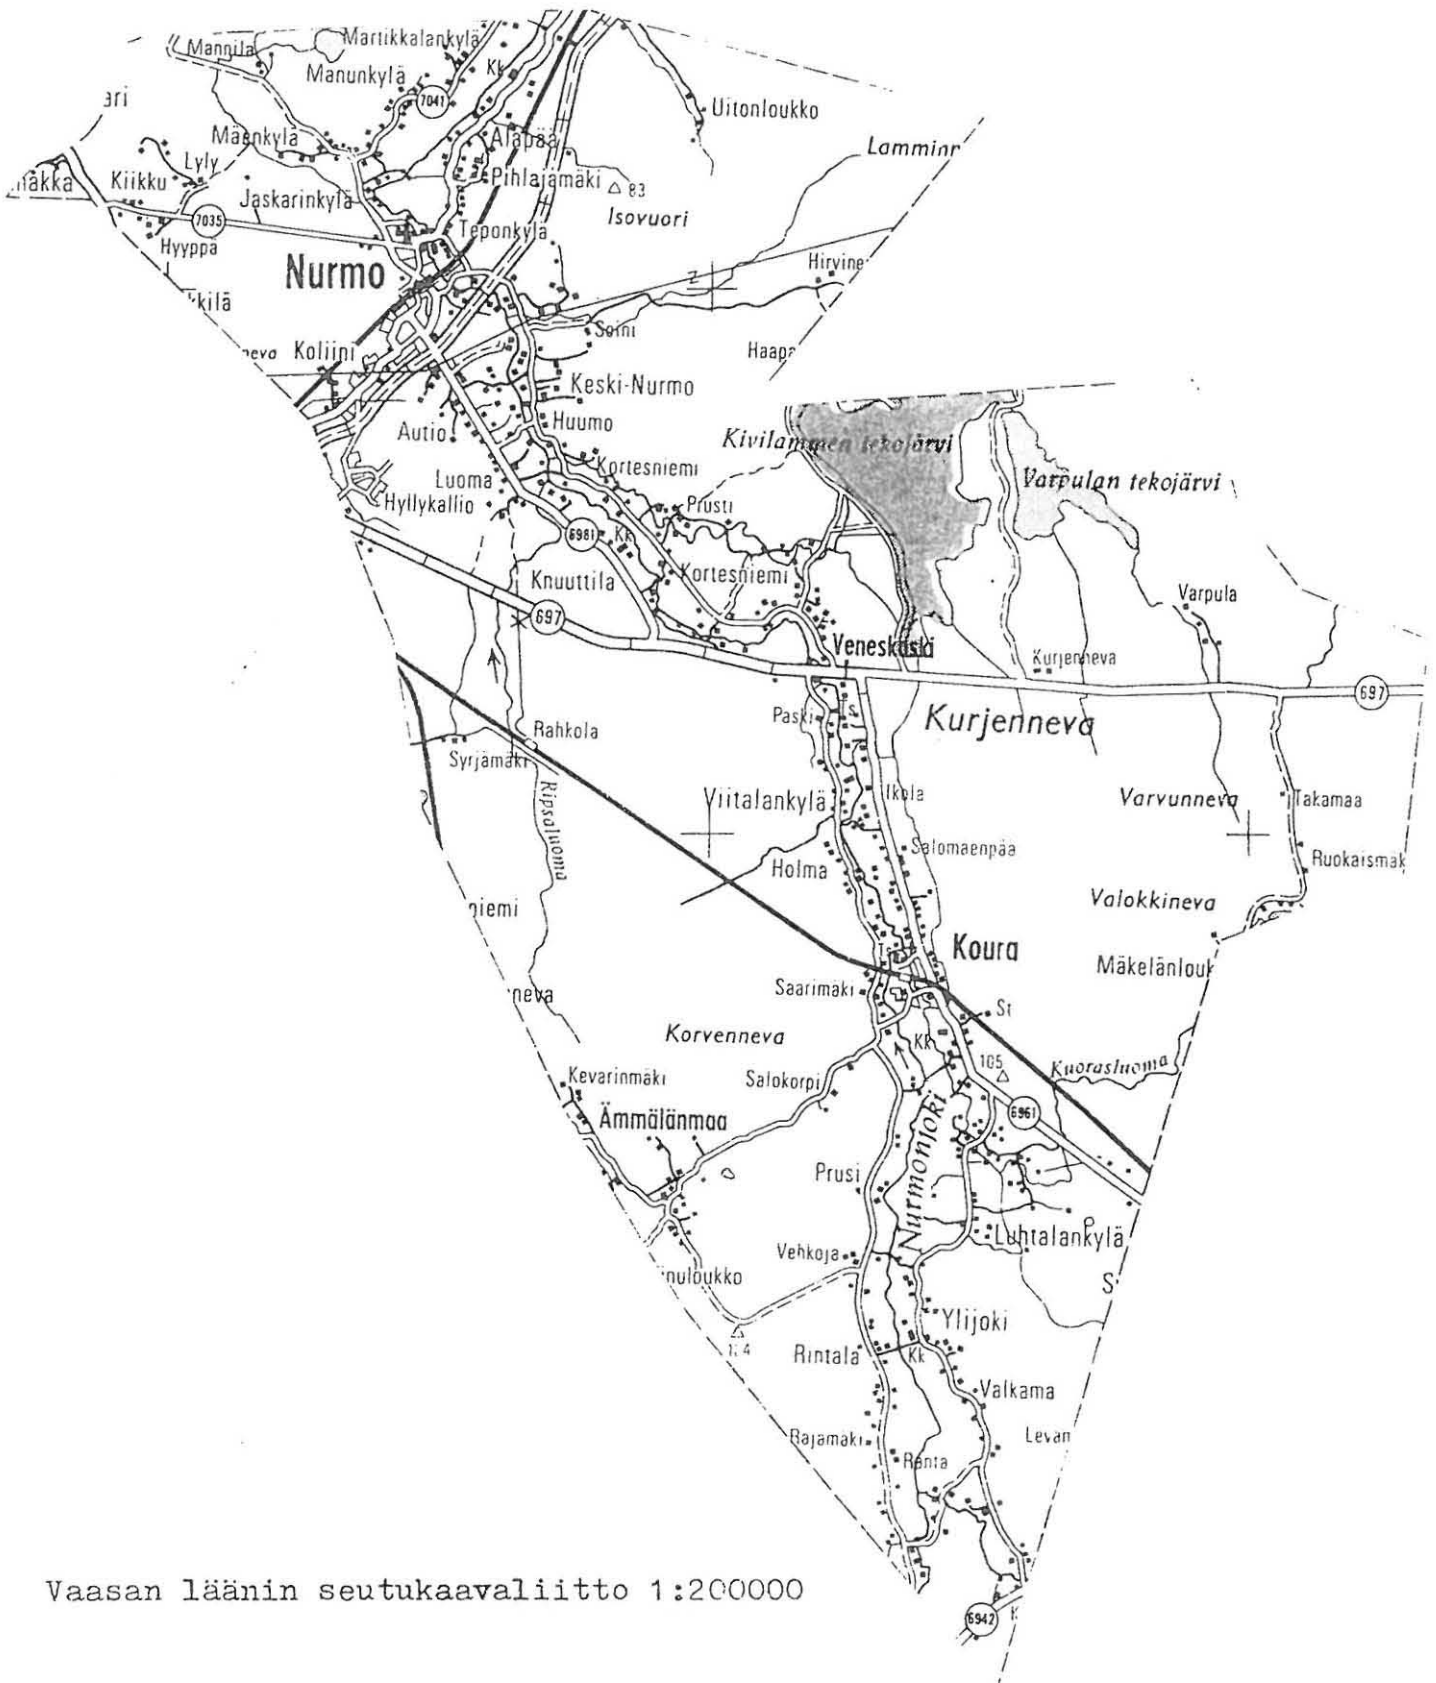 Mannila
Martikkalankylä
Manunkylä
Kk
7041
Uitonloukko
Mäenkylä
Alapää
Lyly
Kiikku
Pihlajamäki
83
Jaskarinkylä
Isovuori
7035
Teponkylä
Hyyppä
Nurmo
Soini
Koliini
Keski-Nurmo
Autio
Huumo
Kivilammen tekojärvi
Kortesniemi
Luoma
Varpulan tekojärvi
Hyllykallio
Prusti
6981
Kk
Knuuttila
Kortesniemi
Varpula
697
Veneskoski
Kurjenneva
697
Paski
S
Kurjenneva
Rahkola
Syrjämäki
Ripsaluoma
Viitalankylä
Ikola
Varvunneva
Takamaa
Salomaenpää
Ruokaismäk
Holma
Valokkineva
niemi
Ts
Koura
Mäkelänlouk
Saarimäki
neva
St
Korvenneva
Kk
105
Kuorasluoma
Kevarinmäki
Salokorpi
Ämmälänmaa
6961
Nurmonjoki
Prusi
Luhtalankylä
Vehkoja
nuloukko
S
Ylijoki
Rintala
Kk
Valkama
Rajamäki
Levan
Ranta
Vaasan läänin seutukaavaliitto 1:200000
6942
K